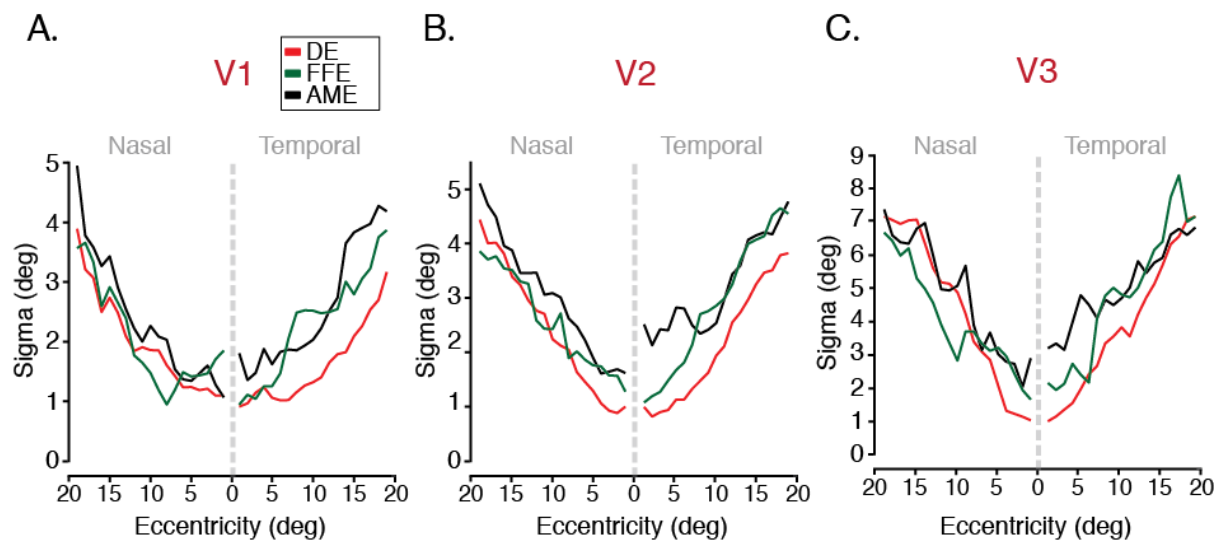 A.
V1
DE
FFE
AME
Nasal
Temporal
5
4
3
2
1
0
Sigma (deg)
20 15 10 5 0 5 10 15 20
Eccentricity (deg)
B.
V2
Nasal
Temporal
5
4
3
2
1
0
Sigma (deg)
20 15 10 5 0 5 10 15 20
Eccentricity (deg)
C.
V3
Nasal
Temporal
9
8
7
6
5
4
3
2
1
0
Sigma (deg)
20 15 10 5 0 5 10 15 20
Eccentricity (deg)